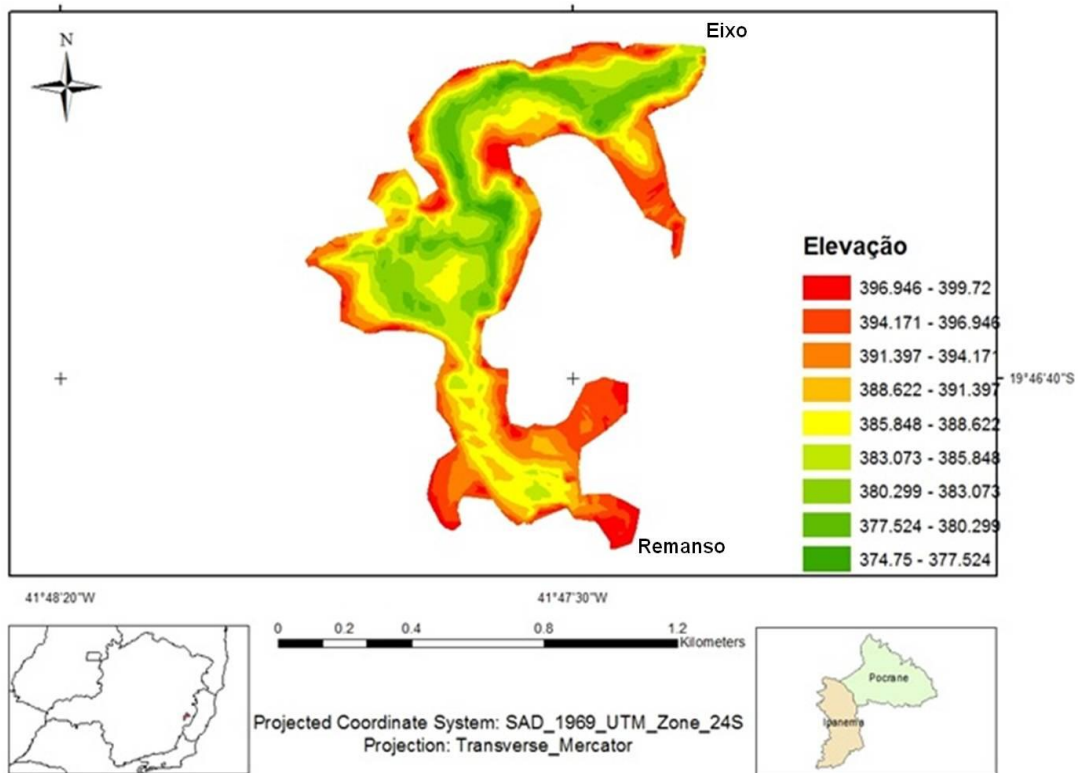 Eixo
N
Elevação
396.946 - 399.72
394.171 - 396.946
391.397 - 394.171
388.622 - 391.397
385.848 - 388.622
383.073 - 385.848
380.299 - 383.073
377.524 - 380.299
374.75 - 377.524
19°46'40"S
Remanso
41°48'20"W
41°47'30"W
0 0.2 0.4 0.8 1.2
Kilometers
Projected Coordinate System: SAD_1969_UTM_Zone_24S
Projection: Transverse_Mercator
Pocrane
Ipanema